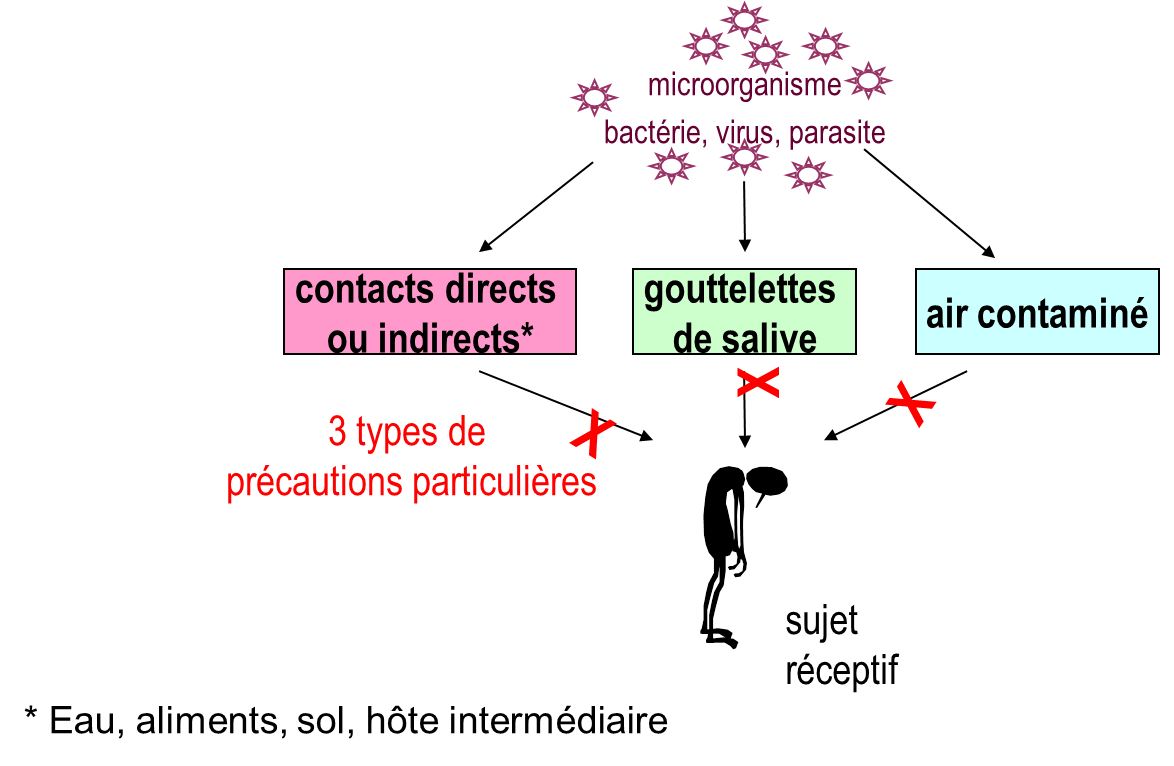 microorganisme
bactérie, virus, parasite
contacts directs
ou indirects*
gouttelettes
de salive
air contaminé
3 types de
précautions particulières
sujet
réceptif
* Eau, aliments, sol, hôte intermédiaire